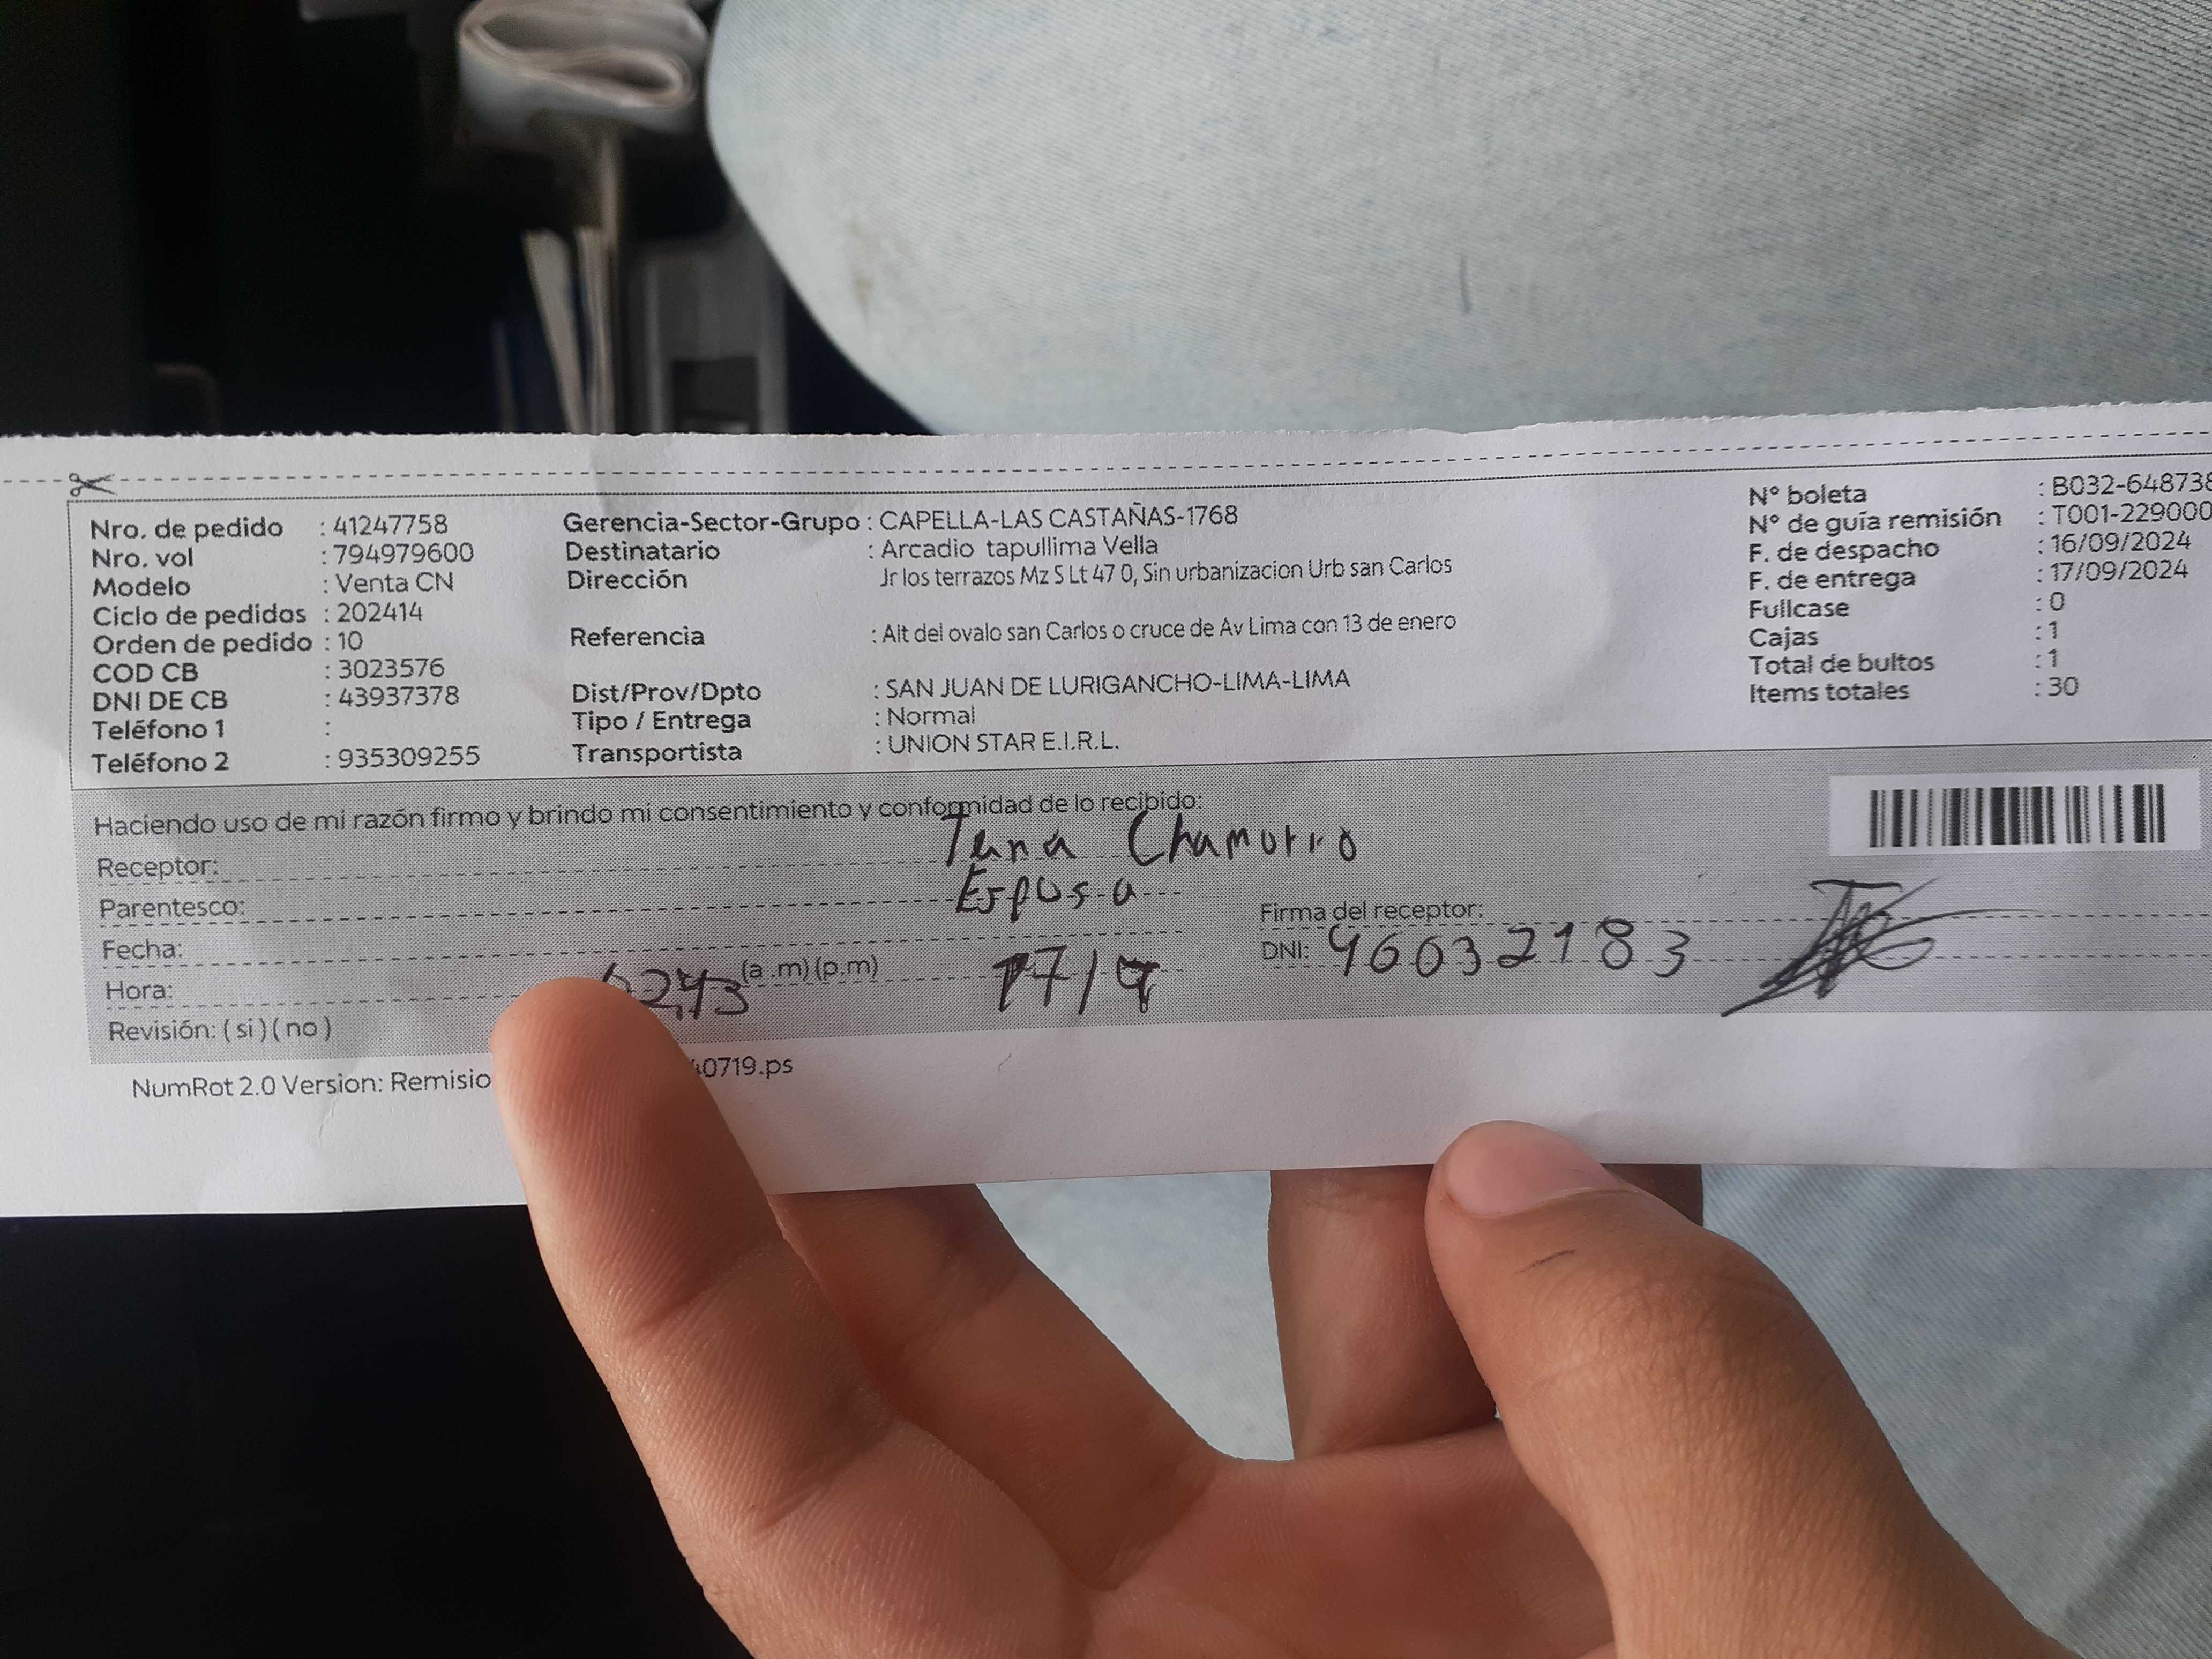 Nro. de pedido : 41247758
Nro. vol : 794979600
Modelo : Venta CN
Ciclo de pedidos : 202414
Orden de pedido : 10
COD CB : 3023576
DNI DE CB : 43937378
Teléfono 1 :
Teléfono 2 : 935309255
Gerencia-Sector-Grupo : CAPELLA-LAS CASTAÑAS-1768
Destinatario : Arcadio tapullima Vella
Dirección Jr los terrazos Mz S Lt 47 0, Sin urbanizacion Urb san Carlos
Referencia : Alt del ovalo san Carlos o cruce de Av Lima con 13 de enero
Dist/Prov/Dpto : SAN JUAN DE LURIGANCHO-LIMA-LIMA
Tipo / Entrega : Normal
Transportista : UNION STAR E.I.R.L.
N° boleta : B032-648738
N° de guía remisión : T001-229000
F. de despacho : 16/09/2024
F. de entrega : 17/09/2024
Fullcase : 0
Cajas : 1
Total de bultos : 1
Items totales : 30
Haciendo uso de mi razón firmo y brindo mi consentimiento y conformidad de lo recibido:
Receptor: Chamorro
Parentesco: Esposa
Fecha: 17/9
Hora: (a .m) (p.m)
Revisión: ( si ) ( no )
Firma del receptor:
DNI: 46032183
NumRot 2.0 Version: Remisio 0719.ps